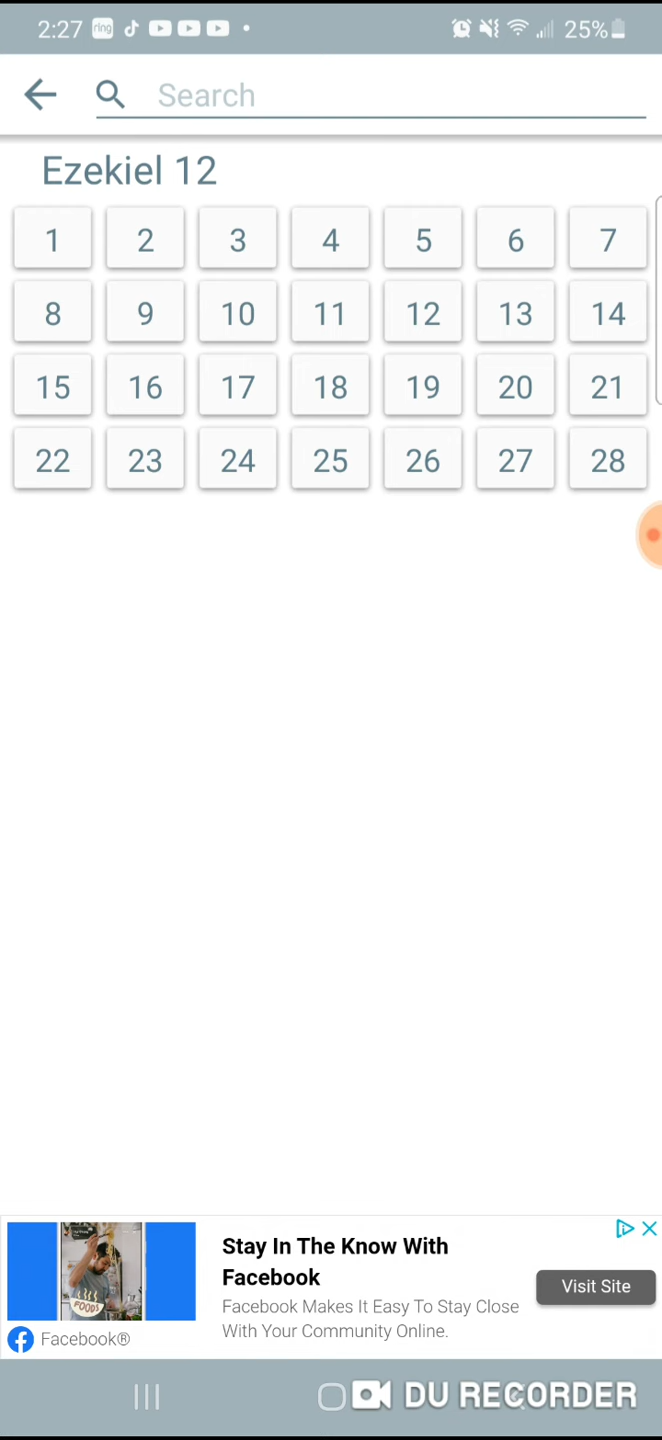 2:27 ring 25%
Search
Ezekiel 12
1 2 3 4 5 6 7
8 9 10 11 12 13 14
15 16 17 18 19 20 21
22 23 24 25 26 27 28
Stay In The Know With
Facebook
Visit Site
Facebook Makes It Easy To Stay Close
With Your Community Online.
FOODS
Facebook®
DU RECORDER